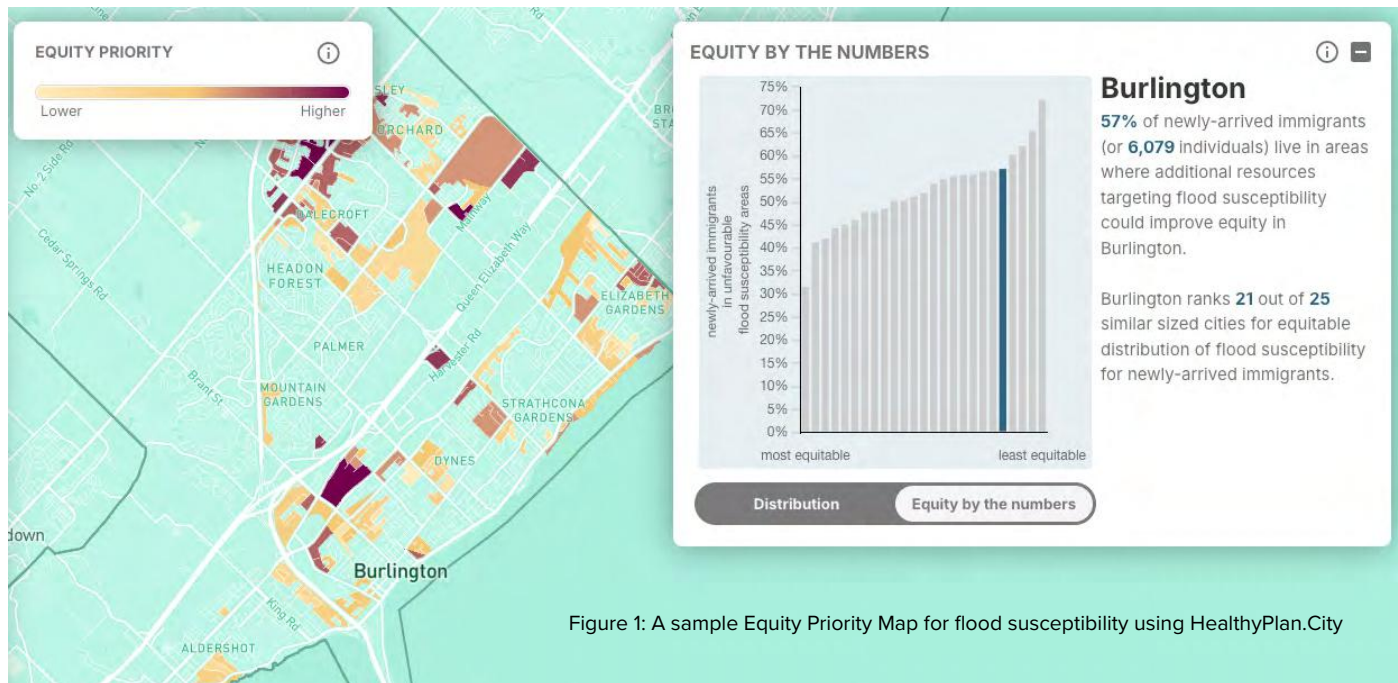 EQUITY PRIORITY
Lower
Higher
EQUITY BY THE NUMBERS
75%
70%
65%
60%
55%
50%
45%
40%
35%
30%
25%
20%
15%
10%
5%
0%
newly-arrived immigrants
in unfavourable
flood susceptibility areas
most equitable
least equitable
Distribution
Equity by the numbers
Burlington
57% of newly-arrived immigrants
(or 6,079 individuals) live in areas
where additional resources
targeting flood susceptibility
could improve equity in
Burlington.
Burlington ranks 21 out of 25
similar sized cities for equitable
distribution of flood susceptibility
for newly-arrived immigrants.
Rd
No. 2 Side Rd
ORCHARD
Cedar Springs Rd
Mainway
HEADON
FOREST
Queen Elizabeth Way
ELIZABETH
GARDENS
PALMER
Harvester Rd
Brant St
MOUNTAIN
GARDENS
STRATHCONA
GARDENS
DYNES
Burlington
King Rd
ALDERSHOT
Figure 1: A sample Equity Priority Map for flood susceptibility using HealthyPlan.City